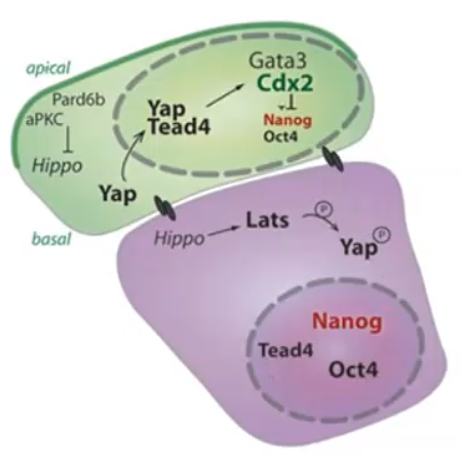 apical
Pard6b
aPKC
Hippo
Yap
basal
Yap
Tead4
Gata3
Cdx2
Nanog
Oct4
Hippo
Lats
P
Yap
P
Nanog
Tead4
Oct4